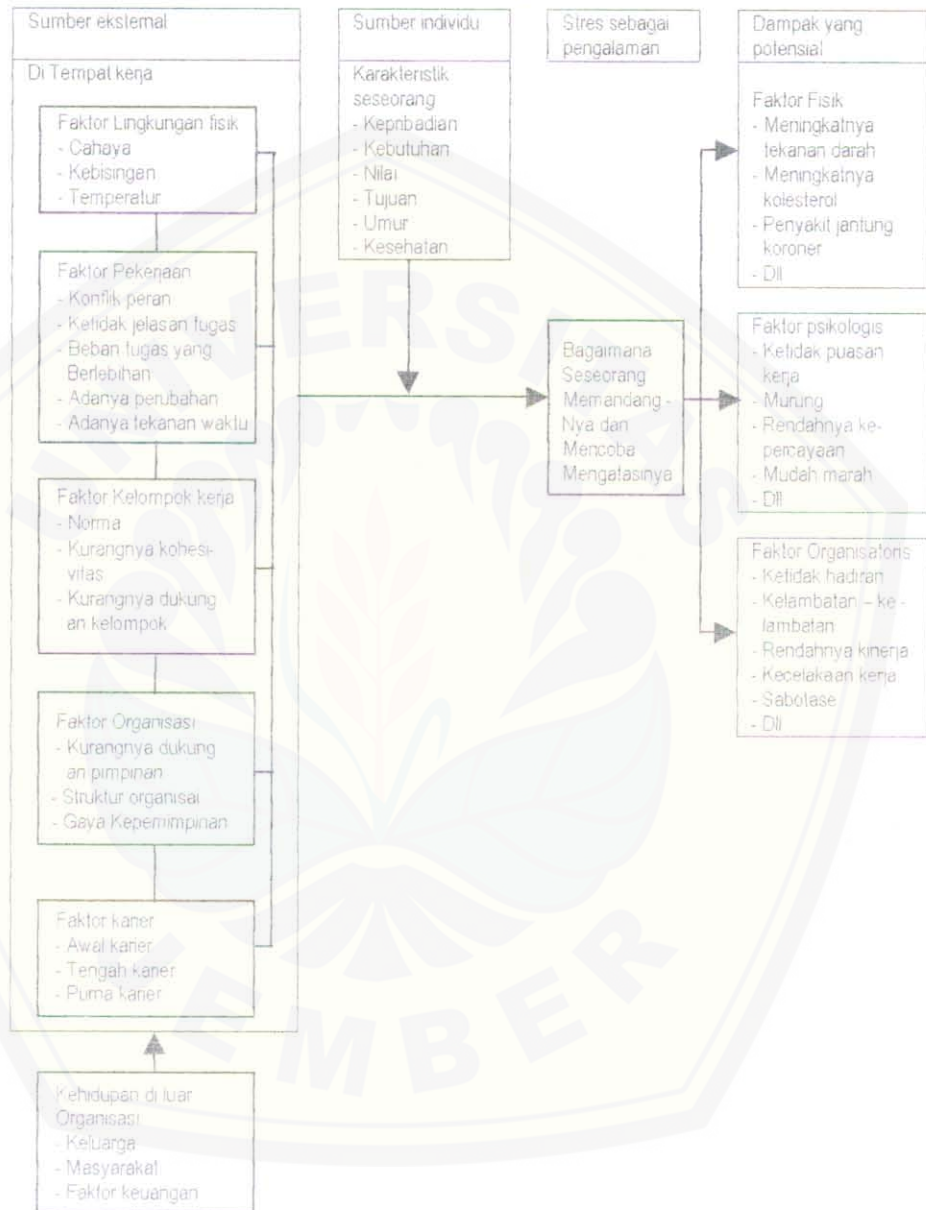 Sumber eksternal
Di Tempat kerja
Faktor Lingkungan fisik
- Cahaya
- Kebisingan
- Temperatur
Faktor Pekerjaan
- Konflik peran
- Ketidak jelasan tugas
- Beban tugas yang
Berlebihan
- Adanya perubahan
- Adanya tekanan waktu
Faktor Kelompok kerja
- Norma
- Kurangnya kohesi-
vitas
- Kurangnya dukung
an kelompok
Faktor Organisasi
- Kurangnya dukung
an pimpinan
- Struktur organisai
- Gaya Kepemimpinan
Faktor karier
- Awal karier
- Tengah karier
- Purna karier
Kehidupan di luar
Organisasi
- Keluarga
- Masyarakat
- Faktor keuangan
Sumber individu
Karakteristik
seseorang
- Kepribadian
- Kebutuhan
- Nilai
- Tujuan
- Umur
- Kesehatan
Stres sebagai
pengalaman
Bagaimana
Seseorang
Memandang -
Nya dan
Mencoba
Mengatasinya
Dampak yang
potensial
Faktor Fisik
- Meningkatnya
tekanan darah
- Meningkatnya
kolesterol
- Penyakit jantung
koroner
- Dll
Faktor psikologis
- Ketidak puasan
kerja
- Murung
- Rendahnya ke-
percayaan
- Mudah marah
- Dll
Faktor Organisatoris
- Ketidak hadiran
- Kelambatan – ke -
lambatan
- Rendahnya kinerja
- Kecelakaan kerja
- Sabotase
- Dll
UNIVERSITAS
JEMBER